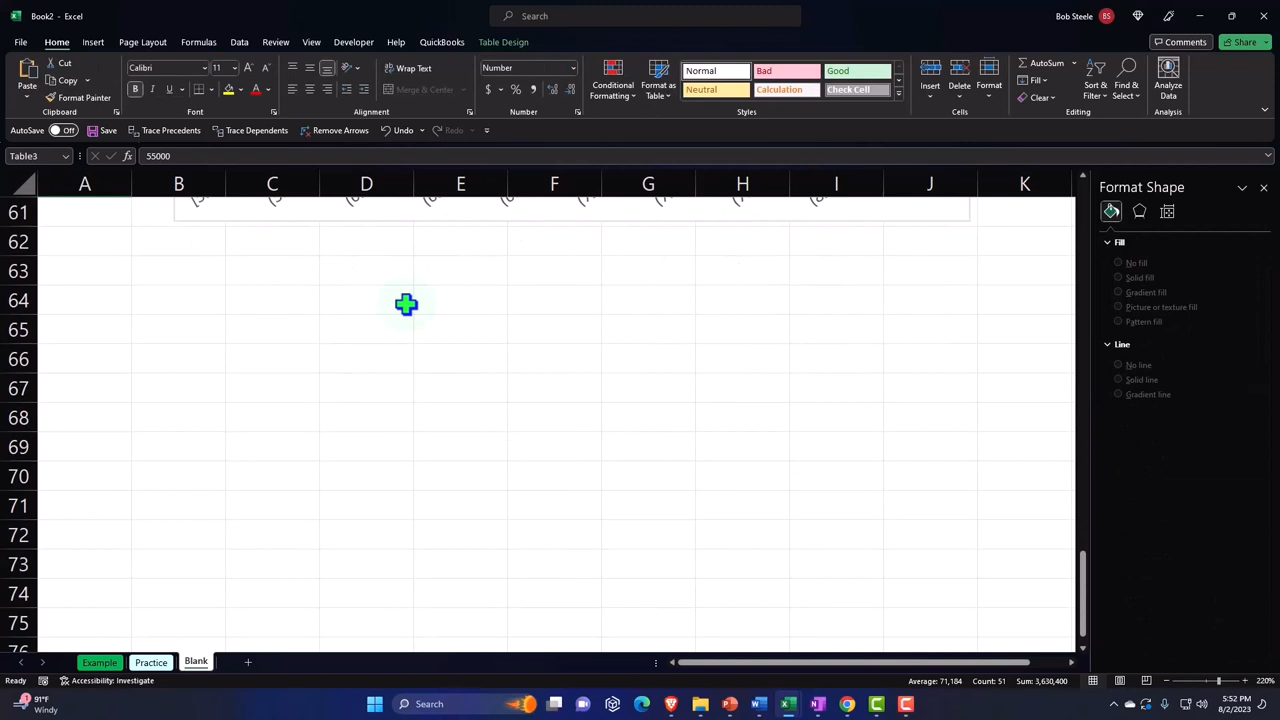 Book2 - Excel
Search
Bob Steele BS
File Home Insert Page Layout Formulas Data Review View Developer Help QuickBooks Table Design
Comments Share
Paste Cut Copy Format Painter Clipboard
Calibri 11 B I U A Font
Wrap Text Merge & Center Alignment
Number $ % Number
Conditional Formatting Format as Table
Normal Bad Good
Neutral Calculation Check Cell
Styles
Insert Delete Format Cells
AutoSum Fill Clear Sort & Filter Find & Select Editing
Analyze Data Analysis
AutoSave Off Save Trace Precedents Trace Dependents Remove Arrows Undo Redo
Table3 fx 55000
A B C D E F G H I J K
61
62
63
64
65
66
67
68
69
70
71
72
73
74
75
76
Format Shape
Fill
No fill
Solid fill
Gradient fill
Picture or texture fill
Pattern fill
Line
No line
Solid line
Gradient line
Example Practice Blank
Ready Accessibility: Investigate Average: 71,184 Count: 51 Sum: 3,630,400 220%
1 91°F
Windy
Search
5:52 PM
8/2/2023